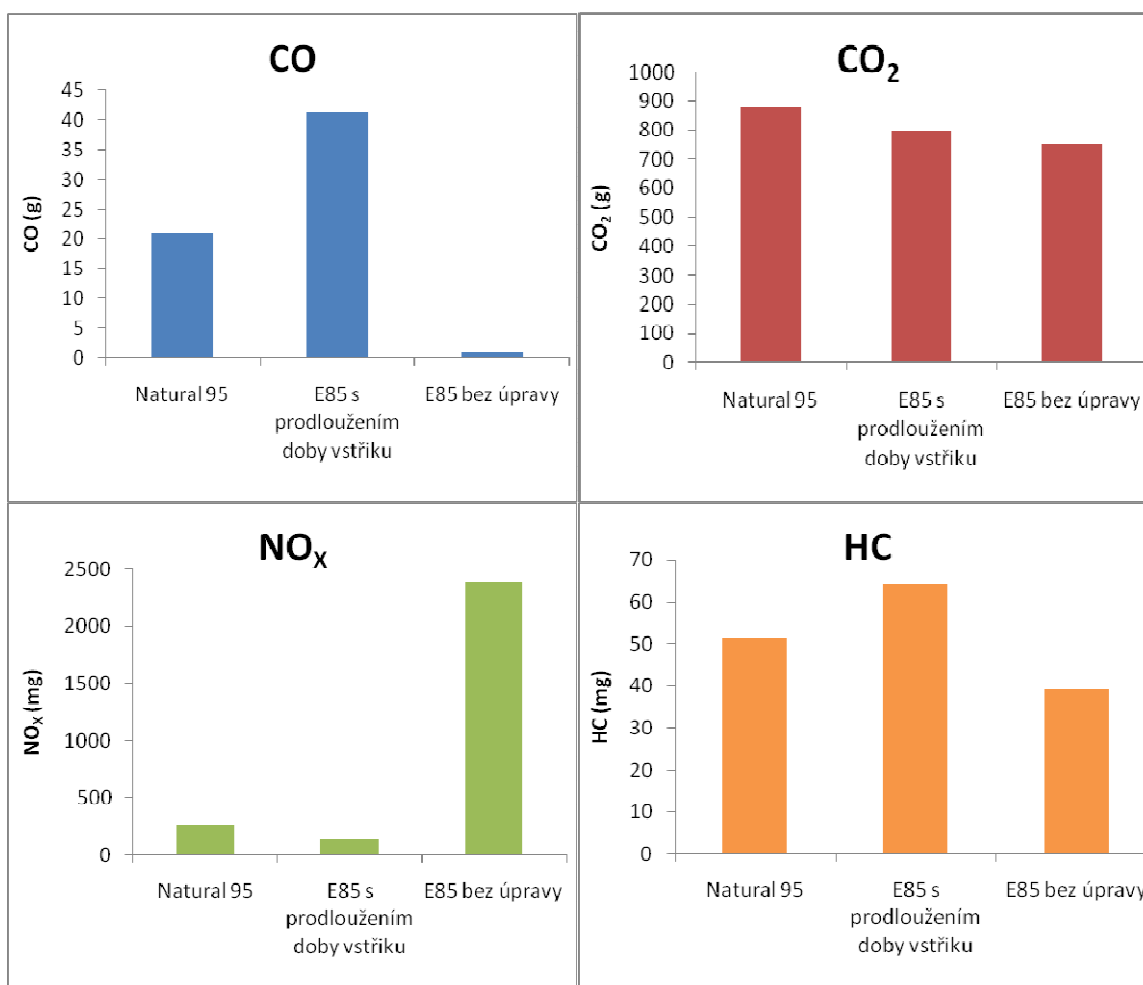 CO
45
40
35
30
25
20
15
10
5
0
CO (g)
Natural 95
E85 s
prodloužením
doby vstřiku
E85 bez úpravy
CO₂
1000
900
800
700
600
500
400
300
200
100
0
CO₂ (g)
Natural 95
E85 s
prodloužením
doby vstřiku
E85 bez úpravy
NOₓ
2500
2000
1500
1000
500
0
NOₓ (mg)
Natural 95
E85 s
prodloužením
doby vstřiku
E85 bez úpravy
HC
70
60
50
40
30
20
10
0
HC (mg)
Natural 95
E85 s
prodloužením
doby vstřiku
E85 bez úpravy